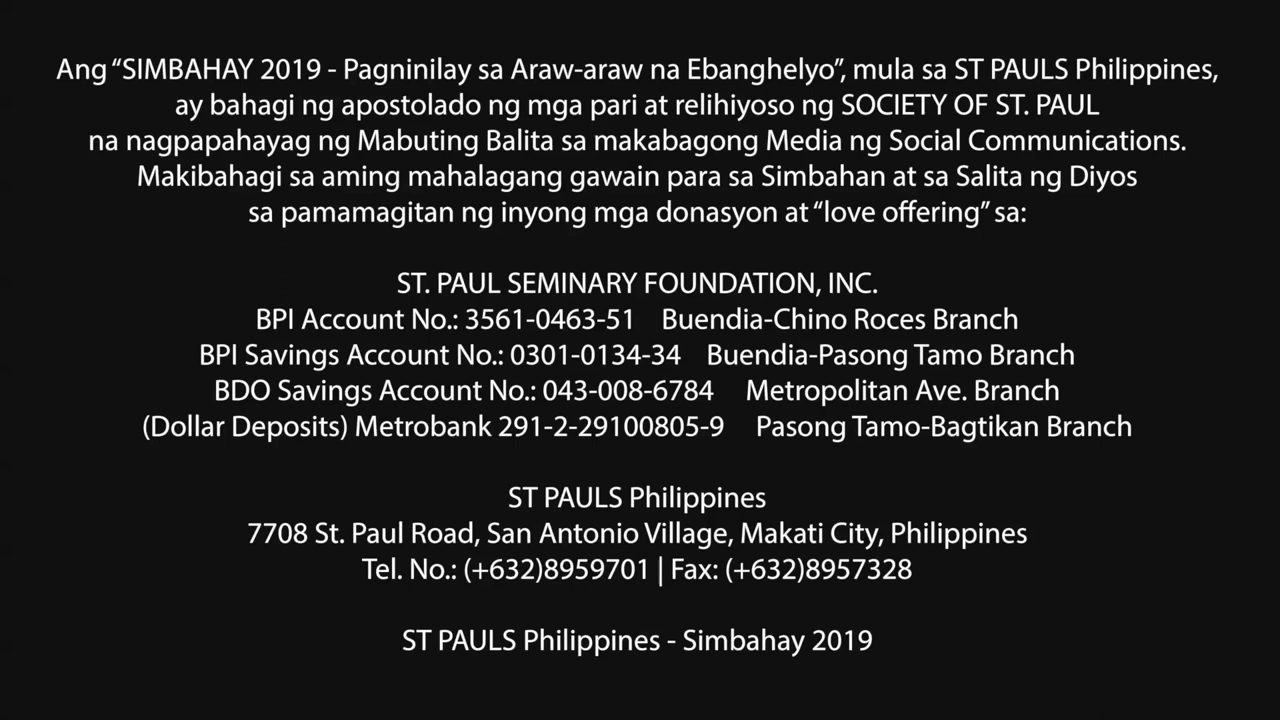 Ang “SIMBAHAY 2019 - Pagninilay sa Araw-araw na Ebanghelyo”, mula sa ST PAULS Philippines,
ay bahagi ng apostolado ng mga pari at relihiyoso ng SOCIETY OF ST. PAUL
na nagpapahayag ng Mabuting Balita sa makabagong Media ng Social Communications.
Makibahagi sa aming mahalagang gawain para sa Simbahan at sa Salita ng Diyos
sa pamamagitan ng inyong mga donasyon at “love offering” sa:
ST. PAUL SEMINARY FOUNDATION, INC.
BPI Account No.: 3561-0463-51 Buendia-Chino Roces Branch
BPI Savings Account No.: 0301-0134-34 Buendia-Pasong Tamo Branch
BDO Savings Account No.: 043-008-6784 Metropolitan Ave. Branch
(Dollar Deposits) Metrobank 291-2-29100805-9 Pasong Tamo-Bagtikan Branch
ST PAULS Philippines
7708 St. Paul Road, San Antonio Village, Makati City, Philippines
Tel. No.: (+632)8959701 | Fax: (+632)8957328
ST PAULS Philippines - Simbahay 2019